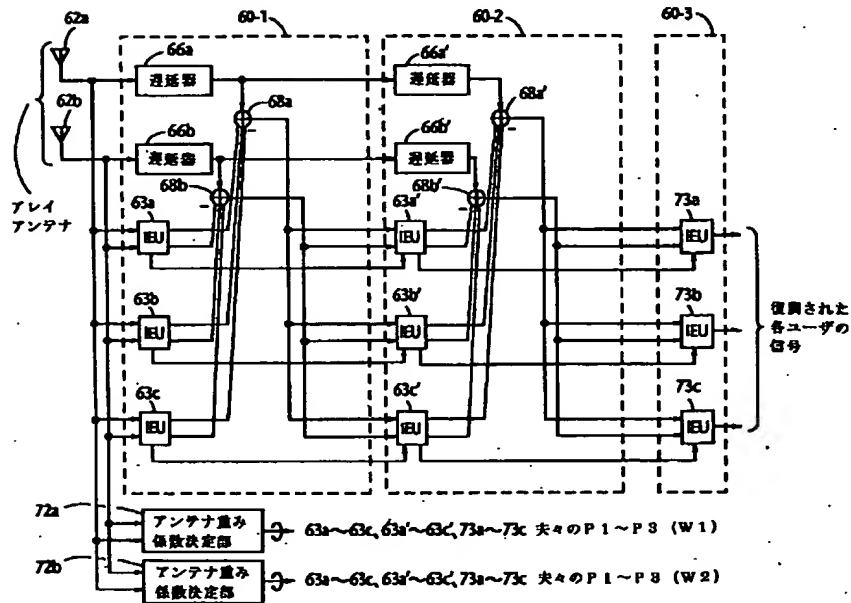 62a
60-1
60-2
60-3
66a
66a'
遅延器
遅延器
68a
68a'
62b
66b
66b'
遅延器
遅延器
68b
68b'
アレイ
アンテナ
63a
63a'
73a
IEU
IEU
IEU
63b
63b'
73b
IEU
IEU
IEU
復調された
各ユーザの
信号
63c
63c'
73c
IEU
IEU
IEU
72a
アンテナ重み
係数決定部
63a～63c、63a'～63c'、73a～73c 夫々のP1～P3 (W1)
72b
アンテナ重み
係数決定部
63a～63c、63a'～63c'、73a～73c 夫々のP1～P3 (W2)